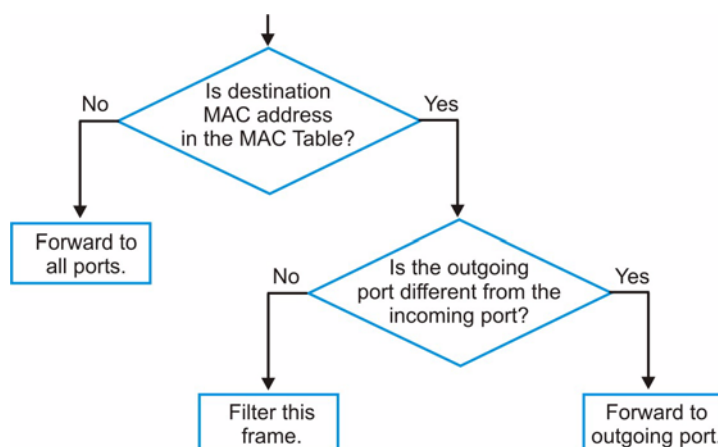 Is destination
MAC address
in the MAC Table?
No
Yes
Forward to
all ports.
Is the outgoing
port different from the
incoming port?
No
Yes
Filter this
frame.
Forward to
outgoing port.